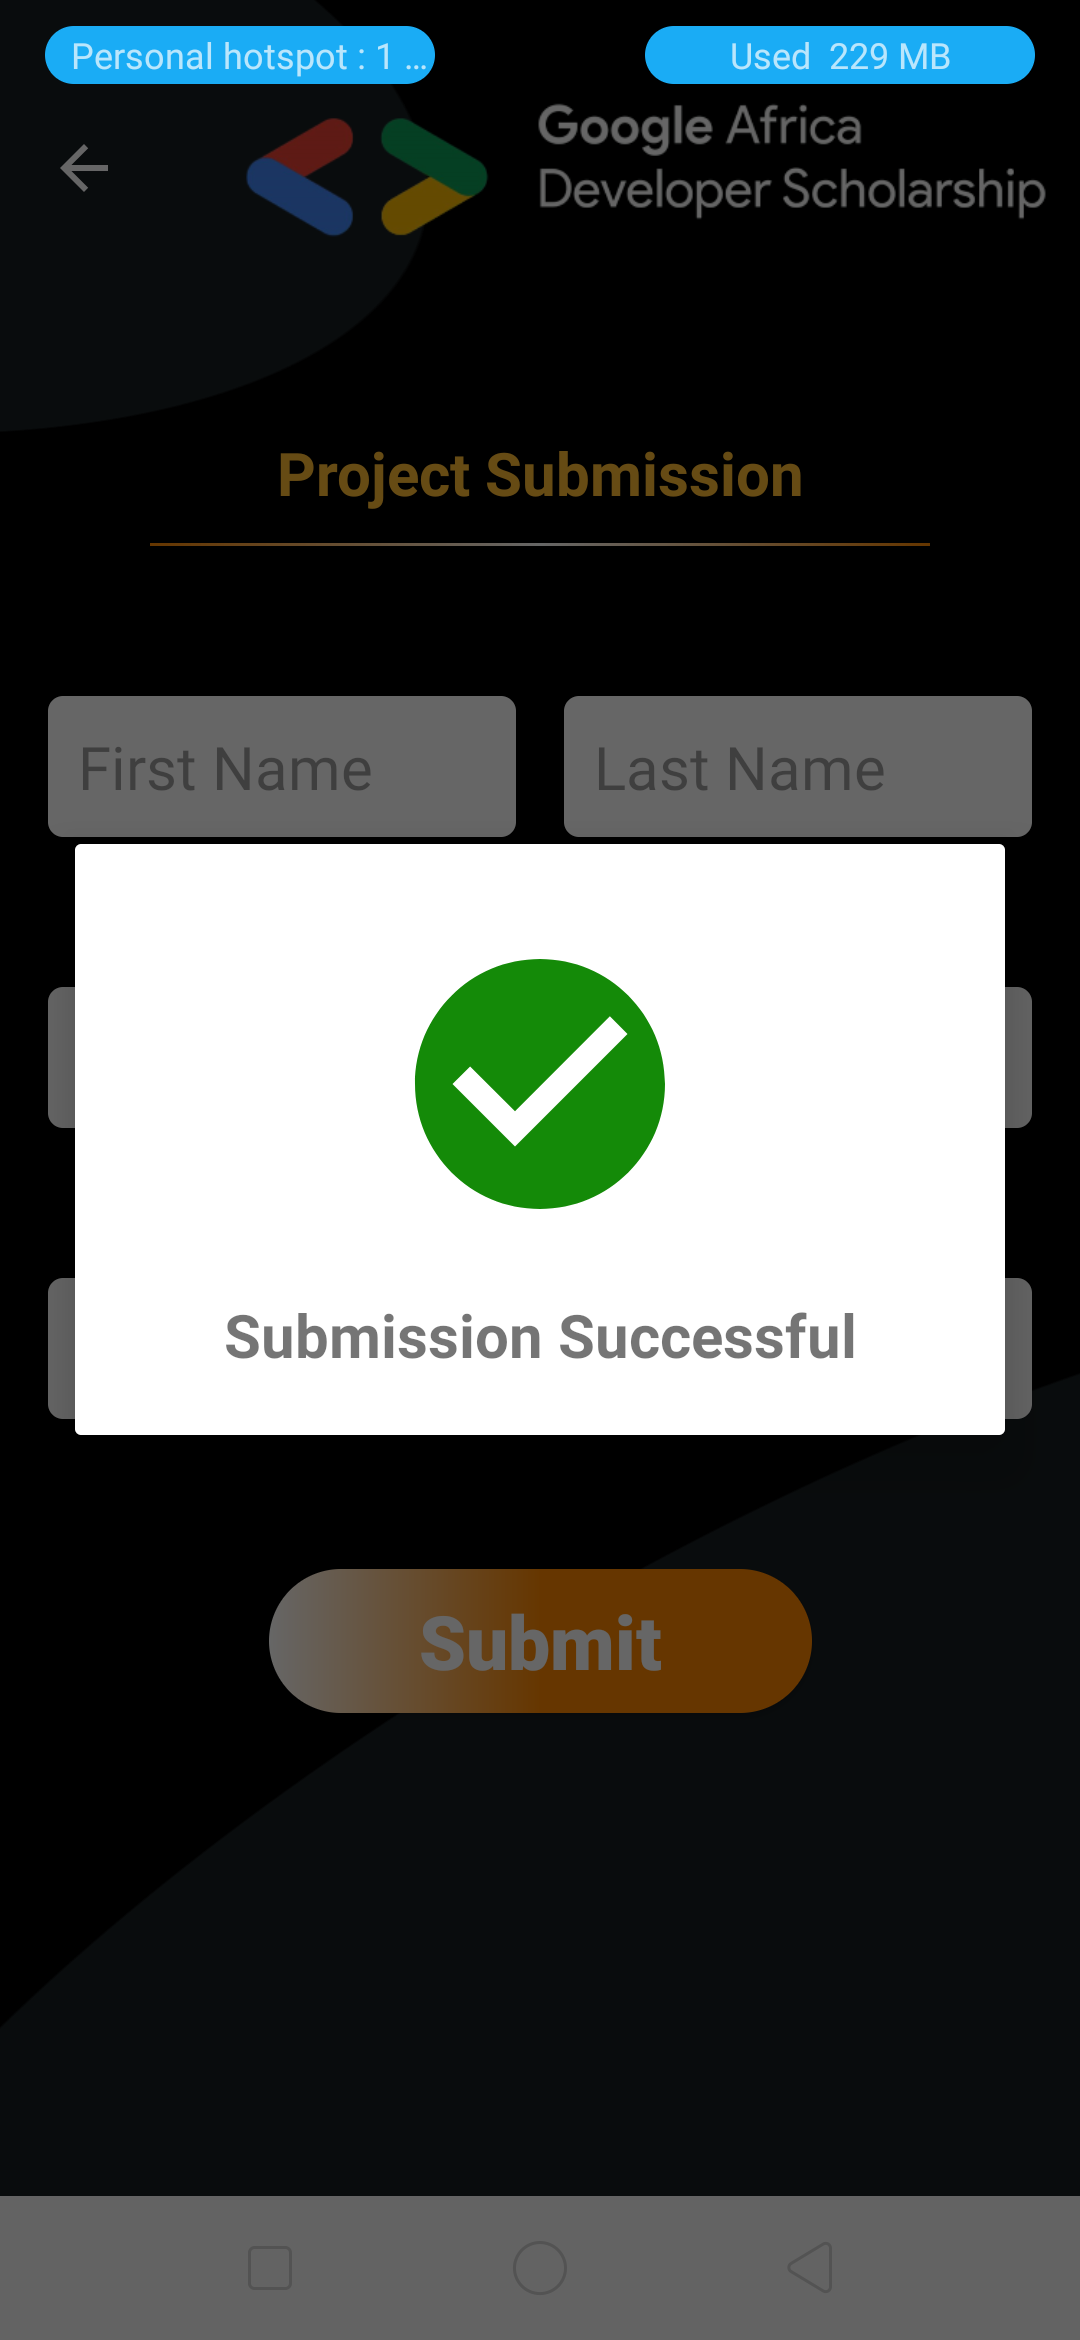 Personal hotspot : 1 ...
Used 229 MB
Google Africa
Developer Scholarship
Project Submission
First Name
Last Name
Submission Successful
Submit